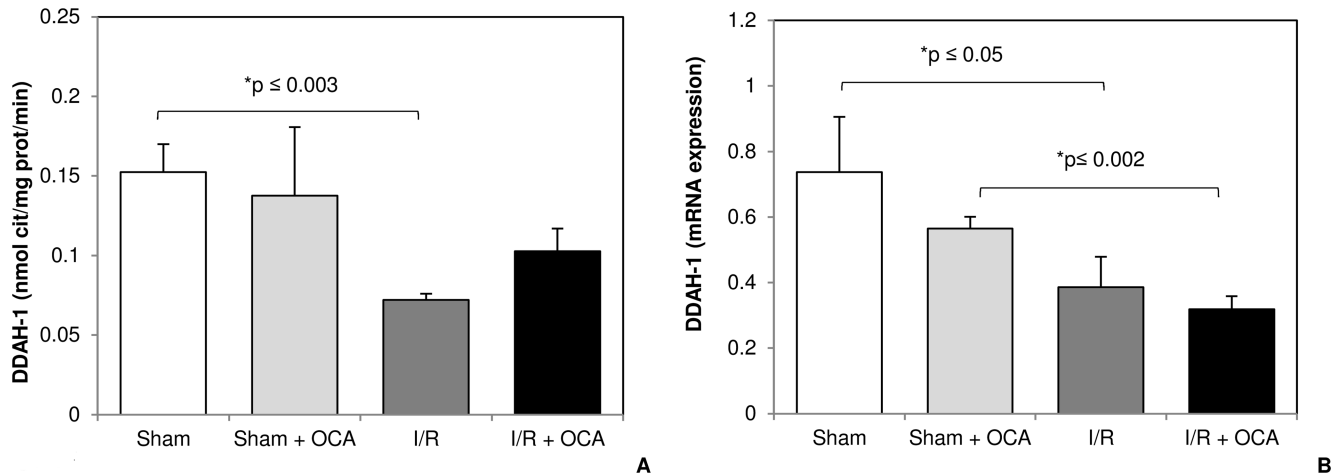 DDAH-1 (nmol cit/mg prot/min)
0.25
0.2
0.15
0.1
0.05
0
*p ≤ 0.003
Sham
Sham + OCA
I/R
I/R + OCA
A
DDAH-1 (mRNA expression)
1.2
1
0.8
0.6
0.4
0.2
0
*p ≤ 0.05
*p≤ 0.002
Sham
Sham + OCA
I/R
I/R + OCA
B